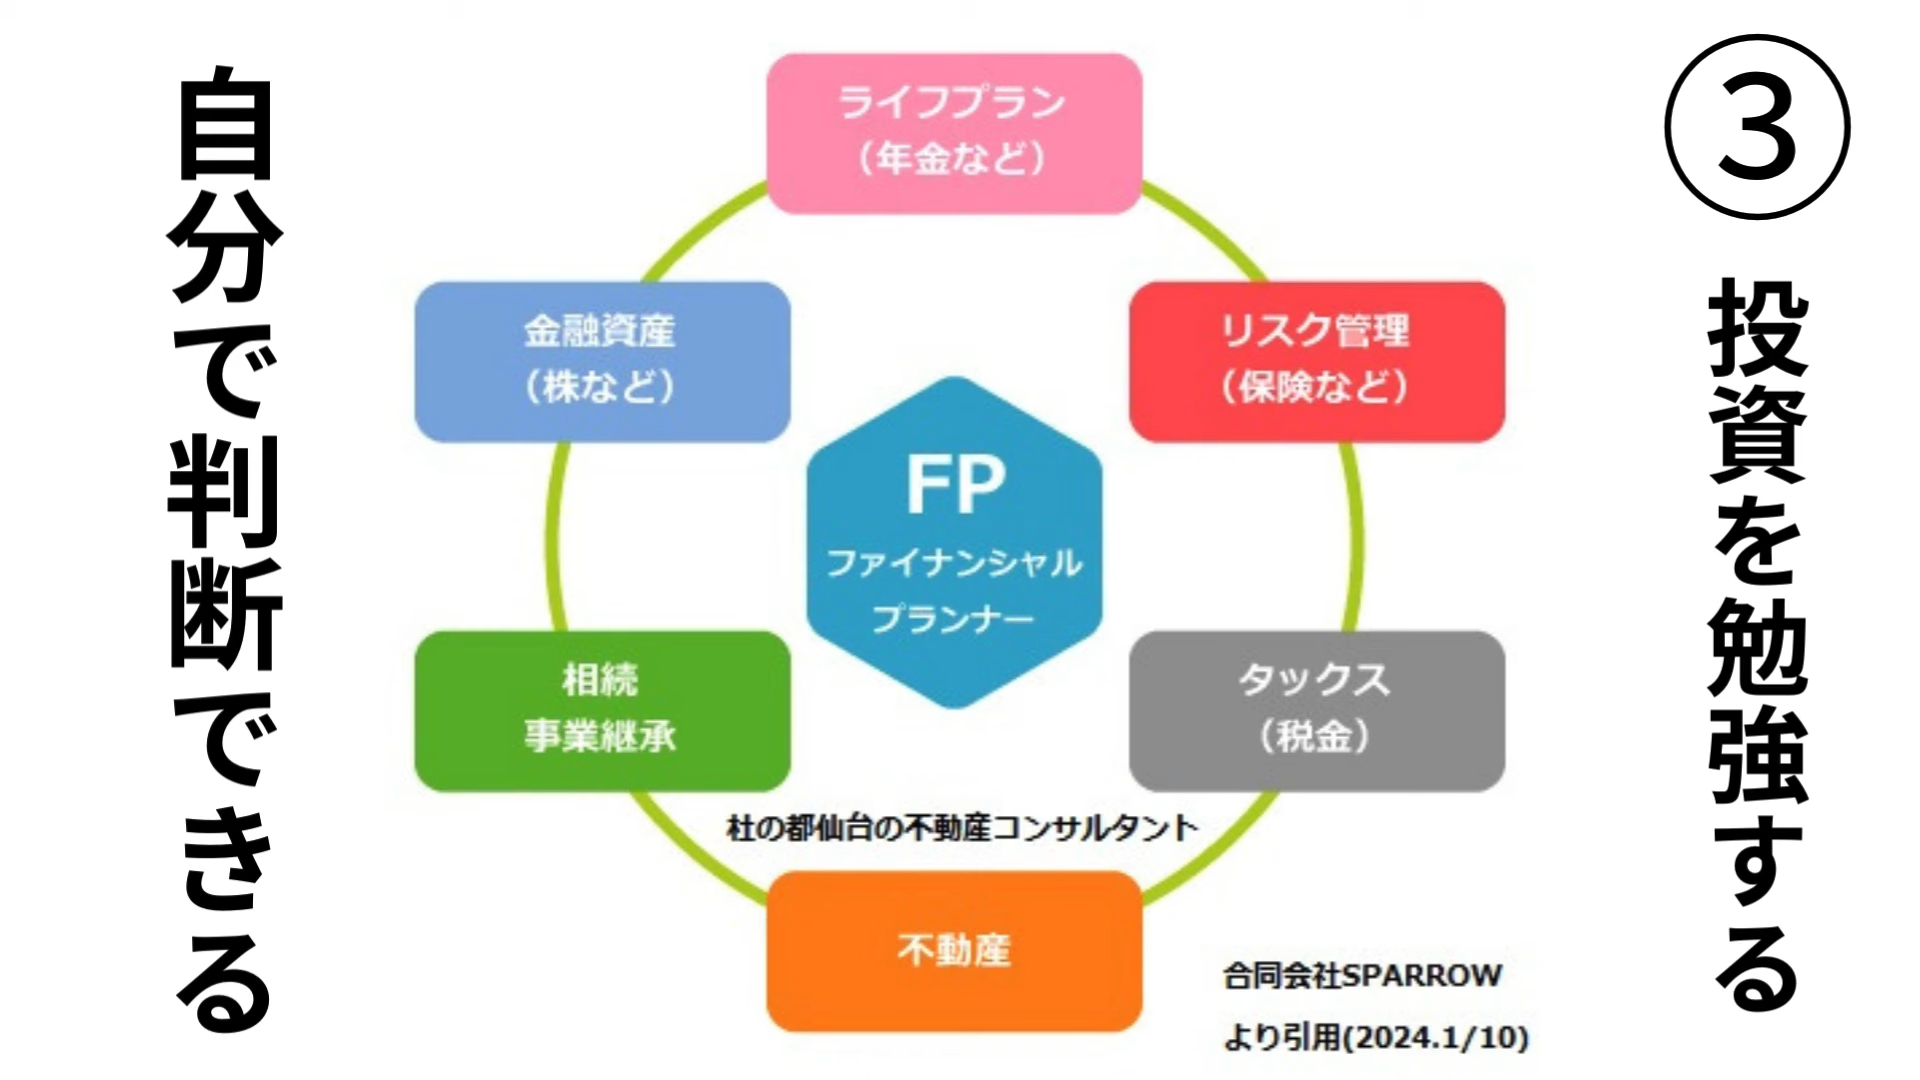 ③ 投資を勉強する
ライフプラン
（年金など）
金融資産
（株など）
リスク管理
（保険など）
FP
ファイナンシャル
プランナー
相続
事業継承
タックス
（税金）
杜の都仙台の不動産コンサルタント
不動産
合同会社SPARROW
より引用(2024.1/10)
自分で判断できる